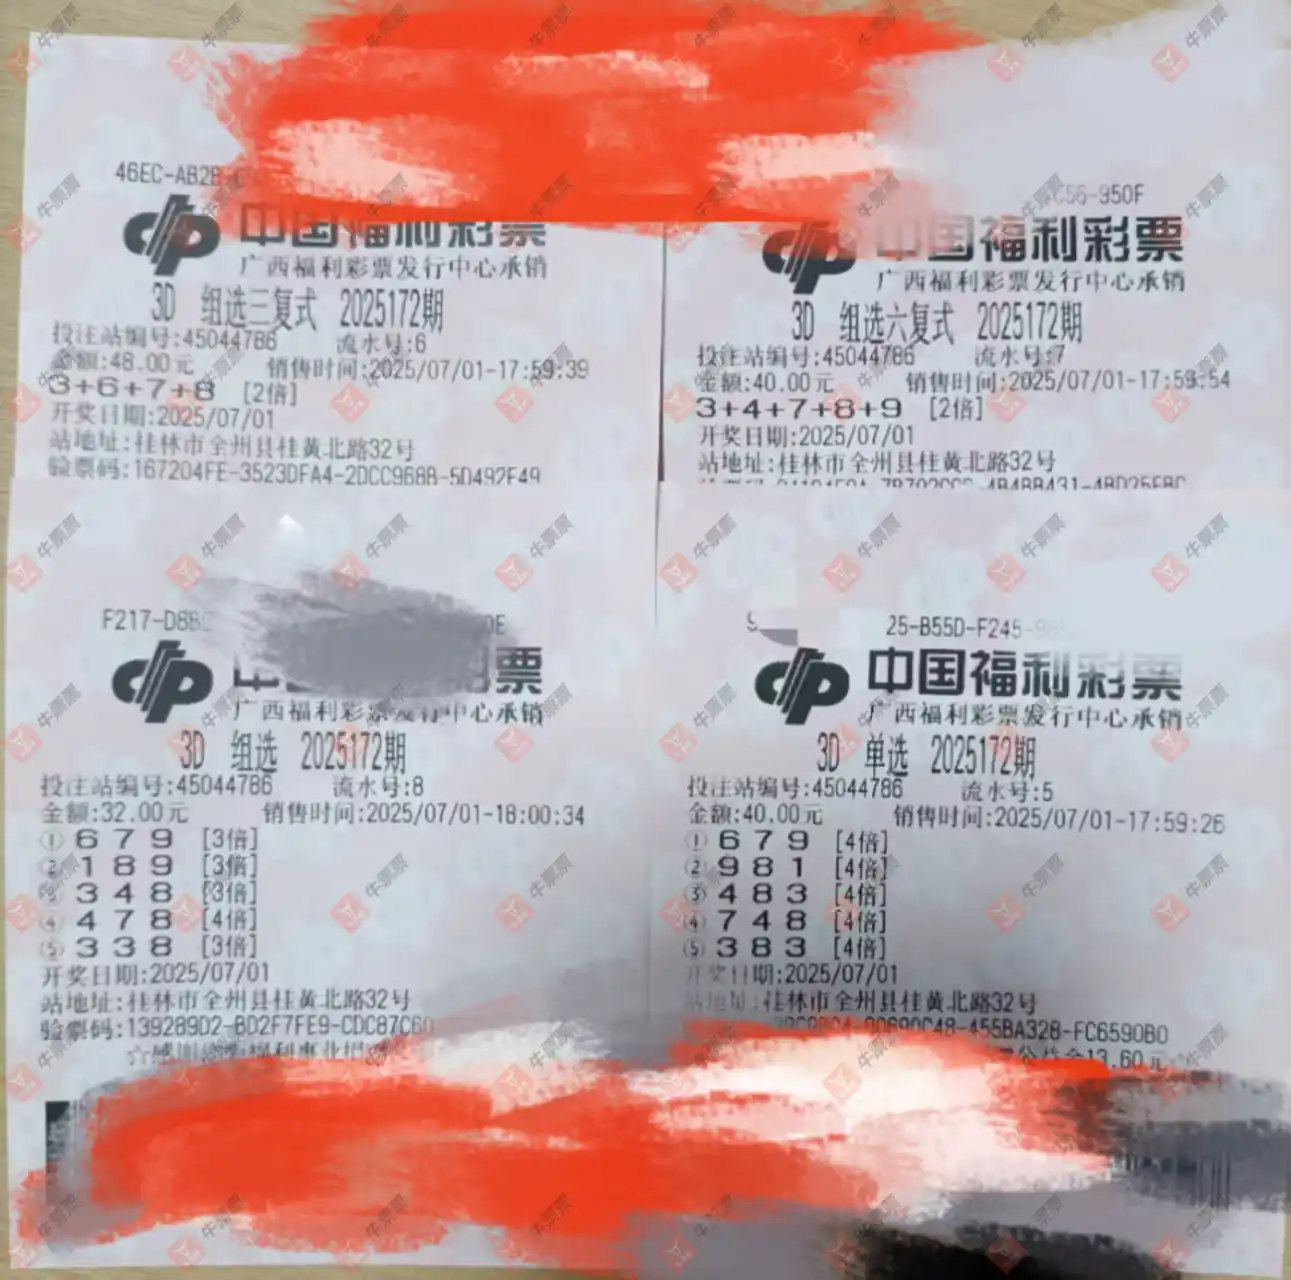 46EC-AB2B
中国福利彩票
广西福利彩票发行中心承销
3D 组选三复式 2025172期
投注站编号:45044786 流水号:6
金额:48.00元 销售时间:2025/07/01-17:59:39
3+6+7+8 [2倍]
开奖日期:2025/07/01
站地址:桂林市全州县桂黄北路32号
验票码:167204FE-3523DFA4-2DCC968B-5D492F49
C56-950F
中国福利彩票
广西福利彩票发行中心承销
3D 组选六复式 2025172期
投注站编号:45044786 流水号:7
金额:40.00元 销售时间:2025/07/01-17:59:54
3+4+7+8+9 [2倍]
开奖日期:2025/07/01
站地址:桂林市全州县桂黄北路32号
F217-D6B
票
广西福利彩票发行中心承销
3D 组选 2025172期
投注站编号:45044786 流水号:8
金额:32.00元 销售时间:2025/07/01-18:00:34
① 6 7 9 [3倍]
② 1 8 9 [3倍]
③ 3 4 8 [3倍]
④ 4 7 8 [4倍]
⑤ 3 3 8 [3倍]
开奖日期:2025/07/01
站地址:桂林市全州县桂黄北路32号
验票码:139289D2-BD2F7FE9-CDC87C60
25-B55D-F245
中国福利彩票
广西福利彩票发行中心承销
3D 单选 2025172期
投注站编号:45044786 流水号:5
金额:40.00元 销售时间:2025/07/01-17:59:26
① 6 7 9 [4倍]
② 9 8 1 [4倍]
③ 4 8 3 [4倍]
④ 7 4 8 [4倍]
⑤ 3 8 3 [4倍]
开奖日期:2025/07/01
站地址:桂林市全州县桂黄北路32号
455BA328-FC6590B0
13.60元
牛票票